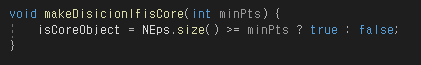 void makeDisicionIfisCore(int minPts) {
isCoreObject = NEps.size() >= minPts ? true : false;
}